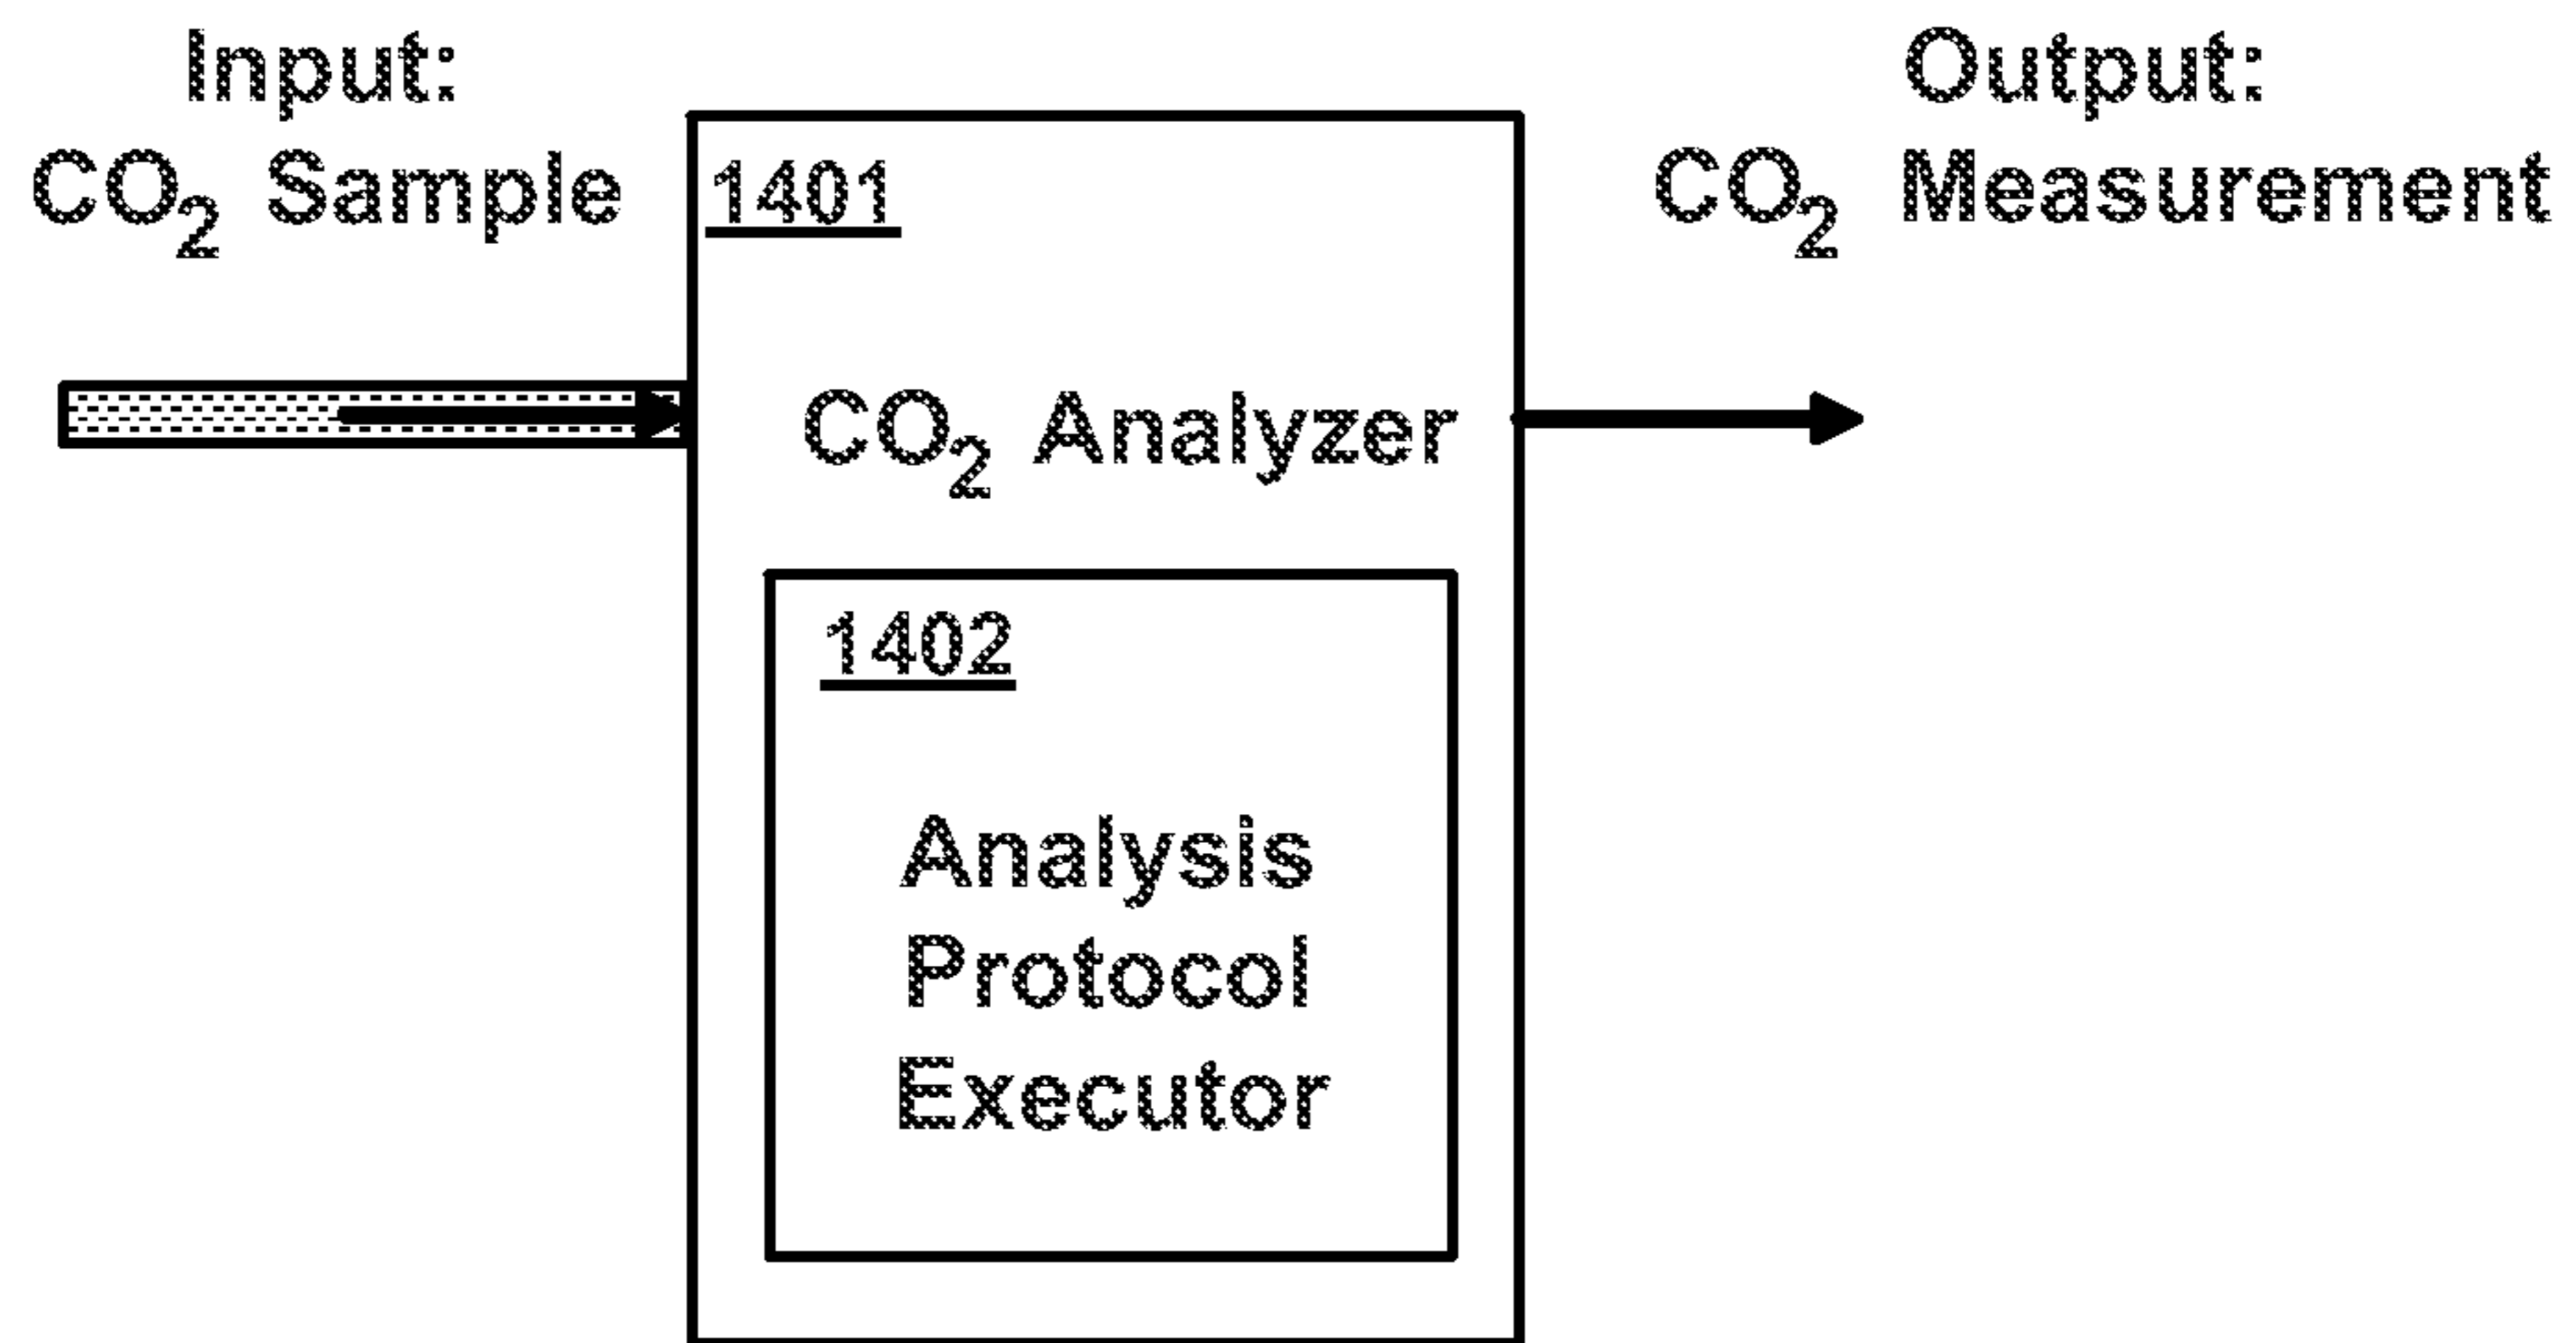 Input:
CO₂ Sample
Output:
CO₂ Measurement
1401
CO₂ Analyzer
1402
Analysis
Protocol
Executor